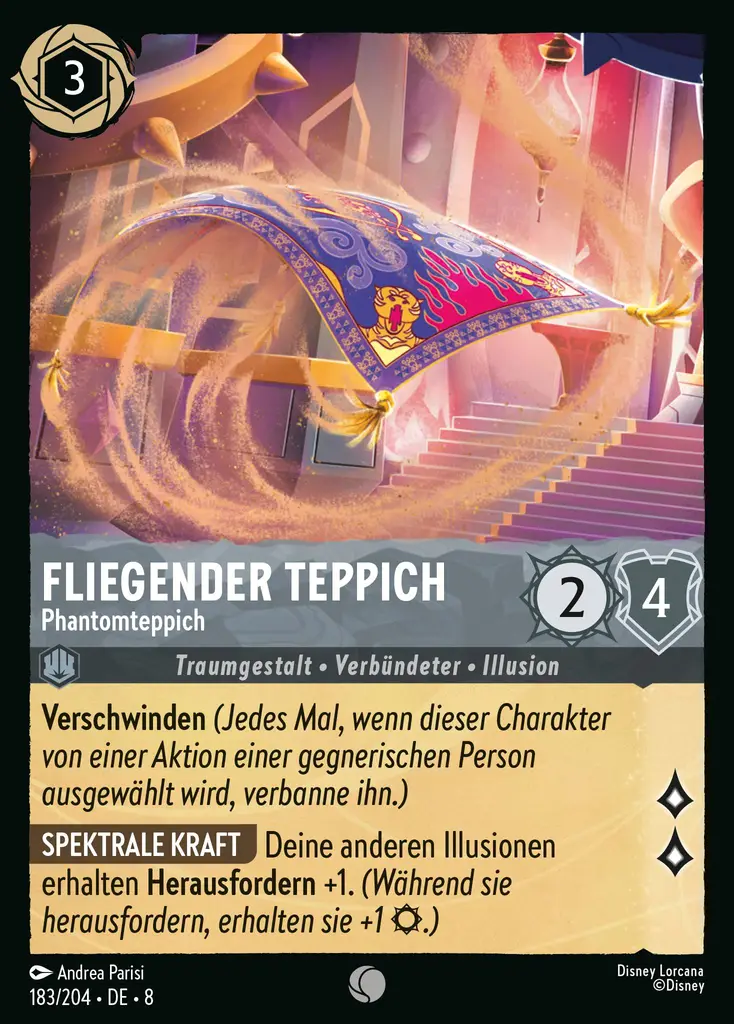 3
FLIEGENDER TEPPICH
Phantomteppich
2
4
Traumgestalt • Verbündeter • Illusion
Verschwinden (Jedes Mal, wenn dieser Charakter
von einer Aktion einer gegnerischen Person
ausgewählt wird, verbanne ihn.)
SPEKTRALE KRAFT Deine anderen Illusionen
erhalten Herausfordern +1. (Während sie
herausfordern, erhalten sie +1 .)
Andrea Parisi
183/204 • DE • 8
Disney Lorcana
©Disney